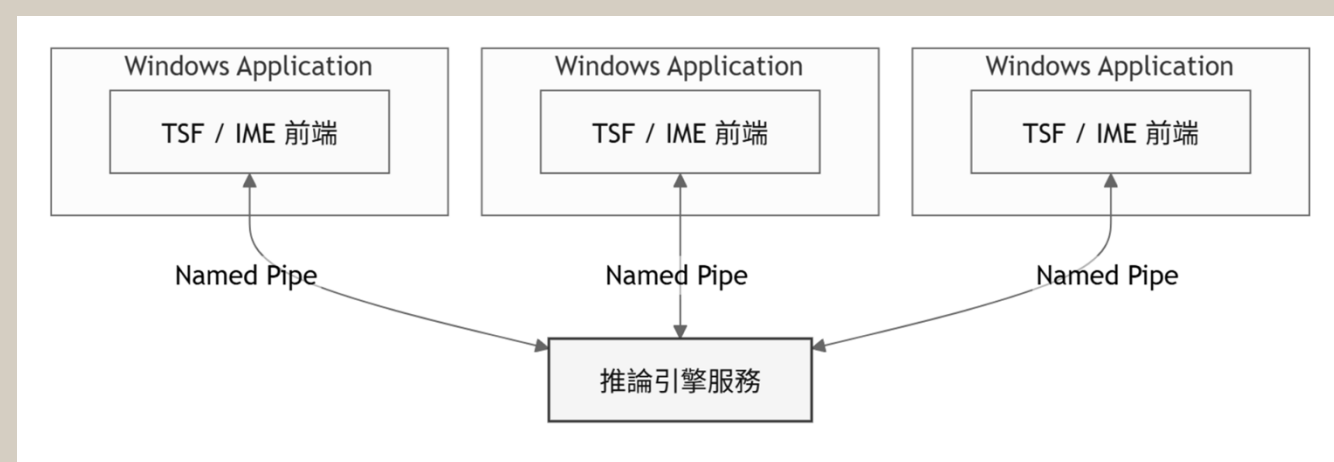 Windows Application
Windows Application
Windows Application
TSF / IME 前端
TSF / IME 前端
TSF / IME 前端
Named Pipe
Named Pipe
Named Pipe
推論引擎服務